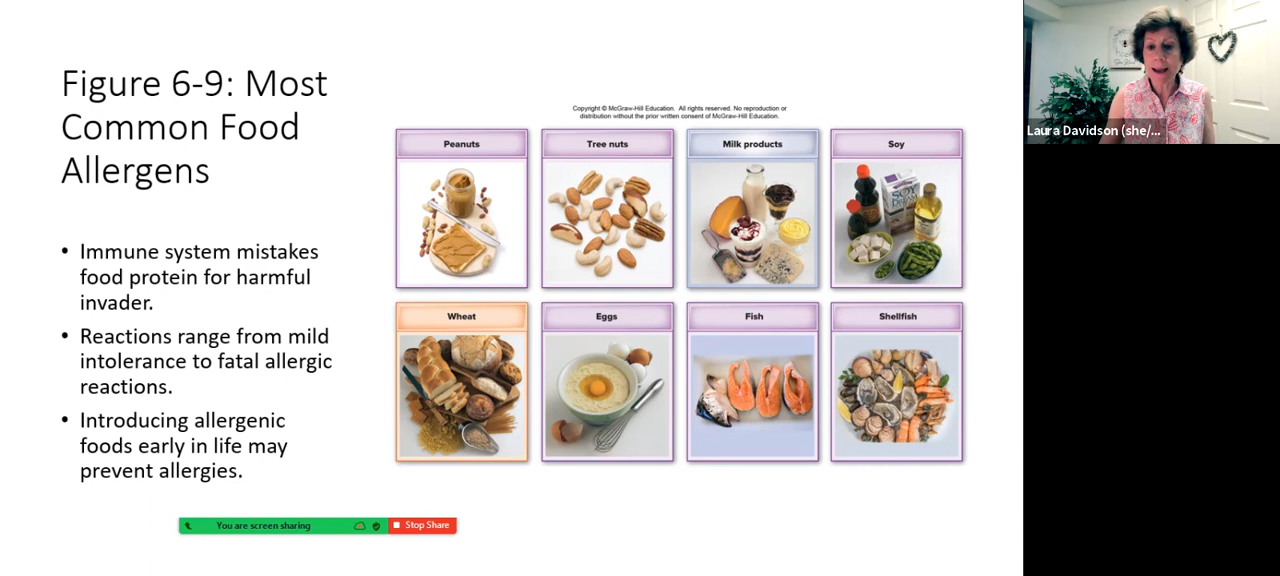 Figure 6-9: Most
Common Food
Allergens
• Immune system mistakes
food protein for harmful
invader.
• Reactions range from mild
intolerance to fatal allergic
reactions.
• Introducing allergenic
foods early in life may
prevent allergies.
Copyright © McGraw-Hill Education. All rights reserved. No reproduction or
distribution without the prior written consent of McGraw-Hill Education.
Peanuts
Tree nuts
Milk products
Soy
SOY
DREAM
Wheat
Eggs
Fish
Shellfish
You are screen sharing
Stop Share
Laura Davidson (she/...